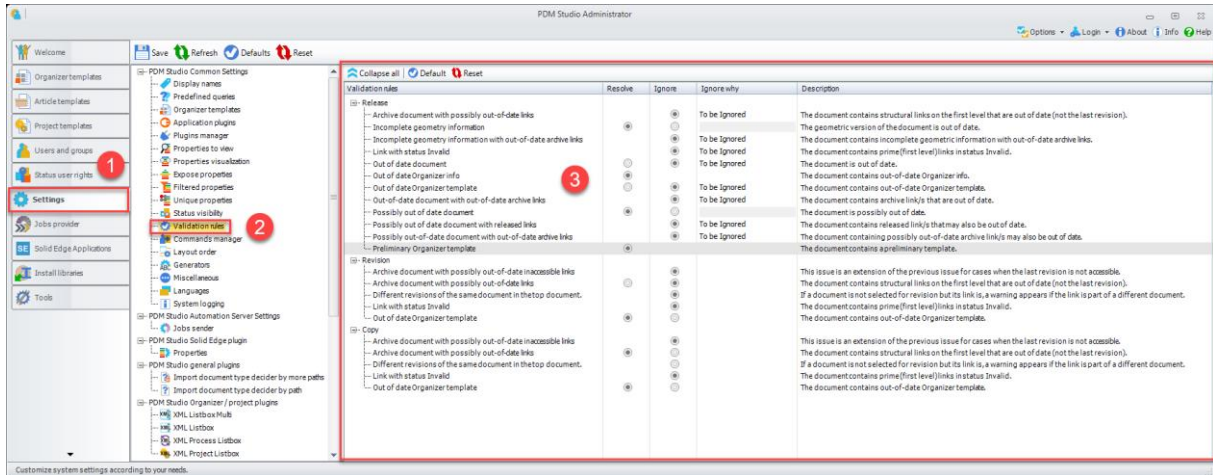 PDM Studio Administrator
Options Login About Info Help
Welcome
Organizer templates
Article templates
Project templates
Users and groups
Status user rights
Settings
Jobs provider
Solid Edge Applications
Install libraries
Tools
1
Save Refresh Defaults Reset
PDM Studio Common Settings
Display names
Predefined queries
Organizer templates
Application plugins
Plugins manager
Properties to view
Properties visualization
Expose properties
Filtered properties
Unique properties
Status visibility
Validation rules
Commands manager
Layout order
Generators
Miscellaneous
Languages
System logging
PDM Studio Automation Server Settings
Jobs sender
PDM Studio Solid Edge plugin
Properties
PDM Studio general plugins
Import document type decider by more paths
Import document type decider by path
PDM Studio Organizer / project plugins
XML Listbox Multi
XML Listbox
XML Process Listbox
XML Project Listbox
2
Collapse all Default Reset
Validation rules Resolve Ignore Ignore why Description
Release
Archive document with possibly out-of-date links To be Ignored The document contains structural links on the first level that are out of date (not the last revision).
Incomplete geometry information The geometric version of the document is out of date.
Incomplete geometry information with out-of-date archive links To be Ignored The document contains incomplete geometric information with out-of-date archive links.
Link with status Invalid To be Ignored The document contains prime(first level)links in status Invalid.
Out of date document To be Ignored The document is out of date.
Out of date Organizer info The document contains out-of-date Organizer info.
Out of date Organizer template To be Ignored The document contains out-of-date Organizer template.
Out-of-date document with out-of-date archive links To be Ignored The document contains archive link/s that are out of date.
Possibly out of date document The document is possibly out of date.
Possibly out of date document with released links To be Ignored The document contains released link/s thatmay also be out of date.
Possibly out-of-date document with out-of-date archive links To be Ignored The document containing possibly out-of-date archive link/s may also be out of date.
Preliminary Organizer template The document contains apreliminary template.
Revision
Archive document with possibly out-of-date inaccessible links This issue is an extension of the previous issue for cases when the last revision is not accessible.
Archive document with possibly out-of-date links The document contains structural links on the first level that are out of date (not the last revision).
Different revisions of the same document in the top document. If a document is not selected for revision but its link is, a warning appears if the link is part of a different document.
Link with status Invalid The document contains prime(first level)links in status Invalid.
Out of date Organizer template The document contains out-of-date Organizer template.
Copy
Archive document with possibly out-of-date inaccessible links This issue is an extension of the previous issue for cases when the last revision is not accessible.
Archive document with possibly out-of-date links The document contains structural links on the first level that are out of date (not the last revision).
Different revisions of the same document in the top document. If a document is not selected for revision but its link is, a warning appears if the link is part of a different document.
Link with status Invalid The document contains prime(first level)links in status Invalid.
Out of date Organizer template The document contains out-of-date Organizer template.
3
Customize system settings according to your needs.